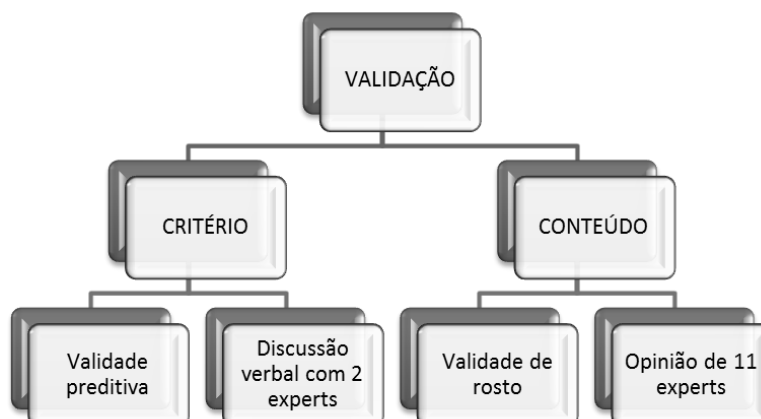 VALIDAÇÃO
CRITÉRIO
CONTEÚDO
Validade
preditiva
Discussão
verbal com 2
experts
Validade de
rosto
Opinião de 11
experts